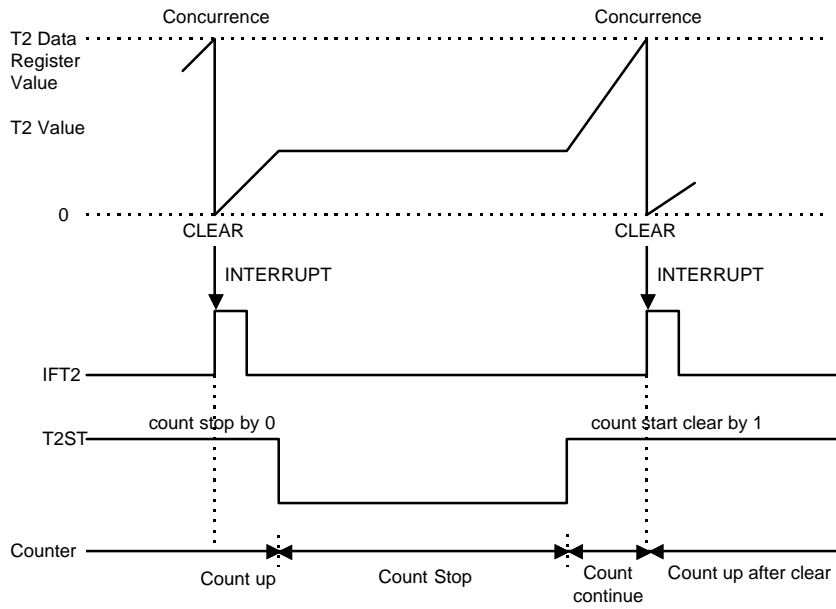 Concurrence
Concurrence
T2 Data
Register
Value
T2 Value
0
CLEAR
CLEAR
INTERRUPT
INTERRUPT
IFT2
count stop by 0
count start clear by 1
T2ST
Counter
Count up
Count Stop
Count
continue
Count up after clear